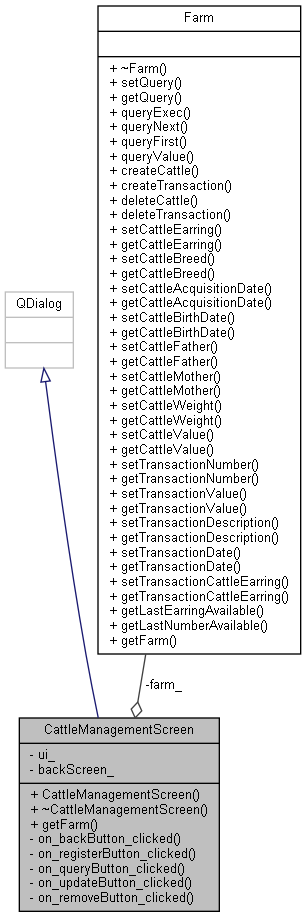 Farm
+ ~Farm()
+ setQuery()
+ getQuery()
+ queryExec()
+ queryNext()
+ queryFirst()
+ queryValue()
+ createCattle()
+ createTransaction()
+ deleteCattle()
+ deleteTransaction()
+ setCattleEarring()
+ getCattleEarring()
+ setCattleBreed()
+ getCattleBreed()
+ setCattleAcquisitionDate()
+ getCattleAcquisitionDate()
+ setCattleBirthDate()
+ getCattleBirthDate()
+ setCattleFather()
+ getCattleFather()
+ setCattleMother()
+ getCattleMother()
+ setCattleWeight()
+ getCattleWeight()
+ setCattleValue()
+ getCattleValue()
+ setTransactionNumber()
+ getTransactionNumber()
+ setTransactionValue()
+ getTransactionValue()
+ setTransactionDescription()
+ getTransactionDescription()
+ setTransactionDate()
+ getTransactionDate()
+ setTransactionCattleEarring()
+ getTransactionCattleEarring()
+ getLastEarringAvailable()
+ getLastNumberAvailable()
+ getFarm()
QDialog
-farm_
CattleManagementScreen
- ui_
- backScreen_
+ CattleManagementScreen()
+ ~CattleManagementScreen()
+ getFarm()
- on_backButton_clicked()
- on_registerButton_clicked()
- on_queryButton_clicked()
- on_updateButton_clicked()
- on_removeButton_clicked()